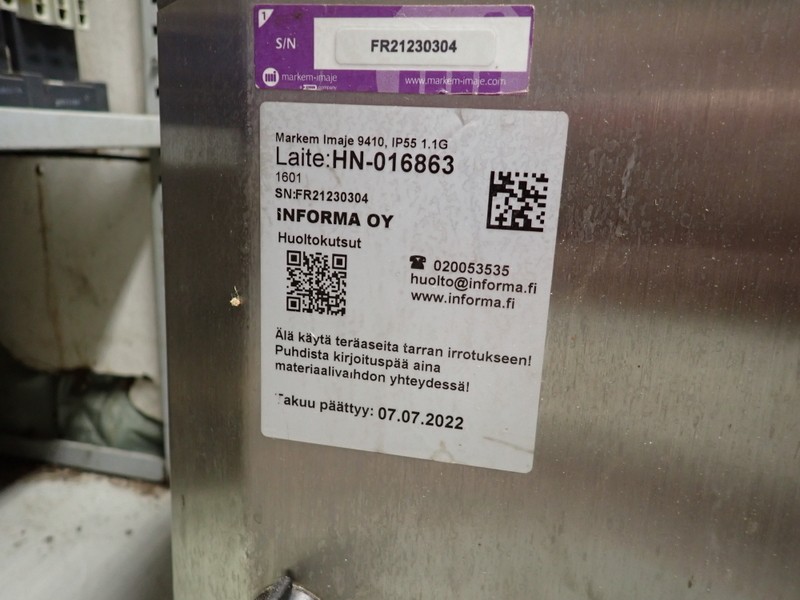 1
S/N
FR21230304
mi markem-imaje
www.markem-imaje.com
Markem Imaje 9410, IP55 1.1G
Laite:HN-016863
1601
SN:FR21230304
INFORMA OY
Huoltokutsut
☎ 020053535
huolto@informa.fi
www.informa.fi
Älä käytä teräaseita tarran irrotukseen!
Puhdista kirjoituspää aina
materiaalivaihdon yhteydessä!
Takuu päättyy: 07.07.2022